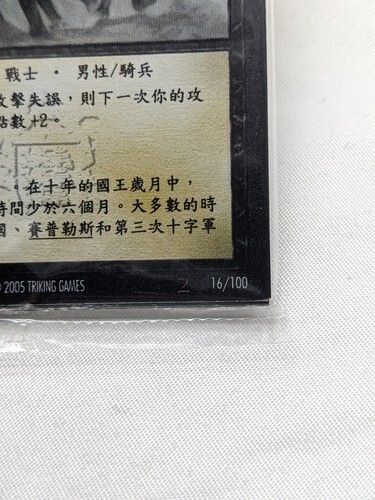 戰士 · 男性/騎兵
攻擊失誤，則下一次你的攻
點數+2。
。在十年的國王歲月中，
時間少於六個月。大多數的時
國、賽普勒斯和第三次十字軍
© 2005 TRIKING GAMES
16/100